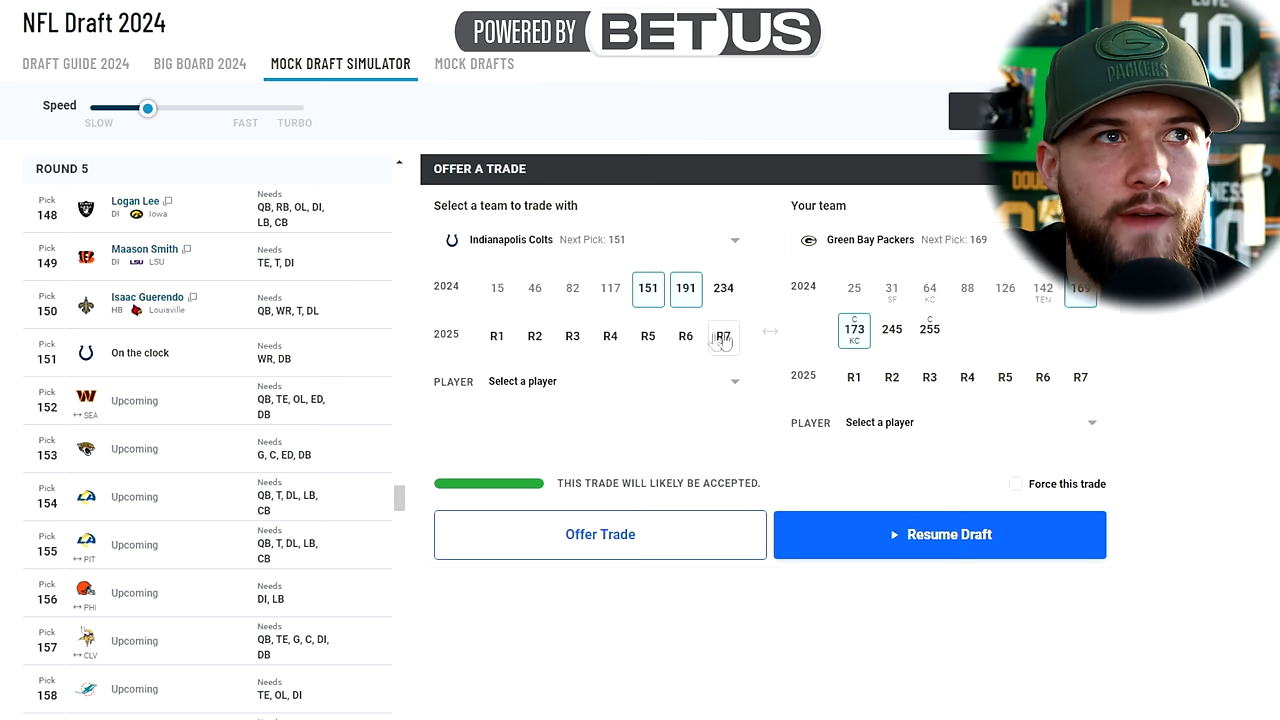 NFL Draft 2024
POWERED BY BETUS
DRAFT GUIDE 2024 BIG BOARD 2024 MOCK DRAFT SIMULATOR MOCK DRAFTS
Speed
SLOW FAST TURBO
ROUND 5
Pick 148 Logan Lee DI Iowa
Needs QB, RB, OL, DI, LB, CB
Pick 149 Maason Smith DI LSU LSU
Needs TE, T, DI
Pick 150 Isaac Guerendo HB Louisville
Needs QB, WR, T, DL
Pick 151 On the clock
Needs WR, DB
Pick 152 Upcoming
↔ SEA
Needs QB, TE, OL, ED, DB
Pick 153 Upcoming
Needs G, C, ED, DB
Pick 154 Upcoming
Needs QB, T, DL, LB, CB
Pick 155 Upcoming
↔ PIT
Needs QB, T, DL, LB, CB
Pick 156 Upcoming
↔ PHI
Needs DI, LB
Pick 157 Upcoming
↔ CLV
Needs QB, TE, G, C, DI, DB
Pick 158 Upcoming
Needs TE, OL, DI
OFFER A TRADE
Select a team to trade with
Indianapolis Colts Next Pick: 151
2024 15 46 82 117 151 191 234
2025 R1 R2 R3 R4 R5 R6 R7
PLAYER Select a player
Your team
Green Bay Packers Next Pick: 169
2024 25 31 64 88 126 142 169
SF KC TEN
C C
173 245 255
KC
2025 R1 R2 R3 R4 R5 R6 R7
PLAYER Select a player
THIS TRADE WILL LIKELY BE ACCEPTED.
Force this trade
Offer Trade
Resume Draft
G
PACKERS
LOVE
10